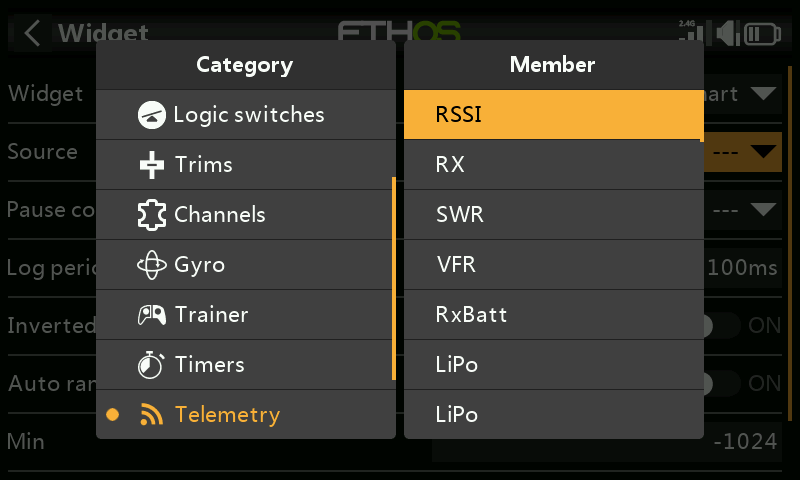 Widget
ETHOS
2.4G
Category
Member
Widget
Logic switches
RSSI
Source
---
Trims
RX
Pause co
---
Channels
SWR
Log peri
100ms
Gyro
VFR
Inverted
ON
Trainer
RxBatt
Auto ran
ON
Timers
LiPo
Telemetry
LiPo
Min
-1024